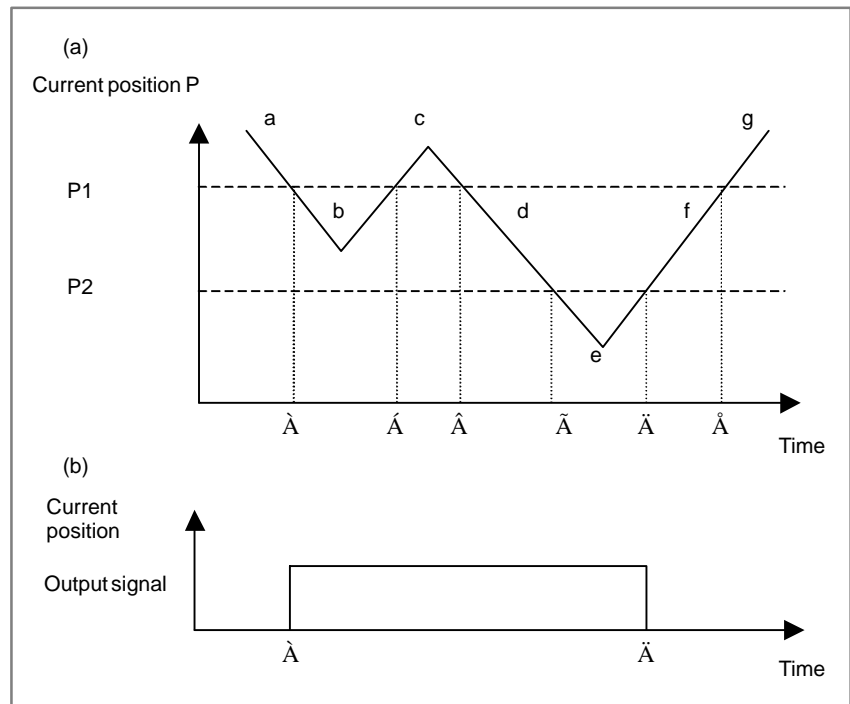 (a)
Current position P
a
c
g
P1
b
d
f
P2
e
À Á Â Ã Ä Å
Time
(b)
Current
position
Output signal
À Ä
Time